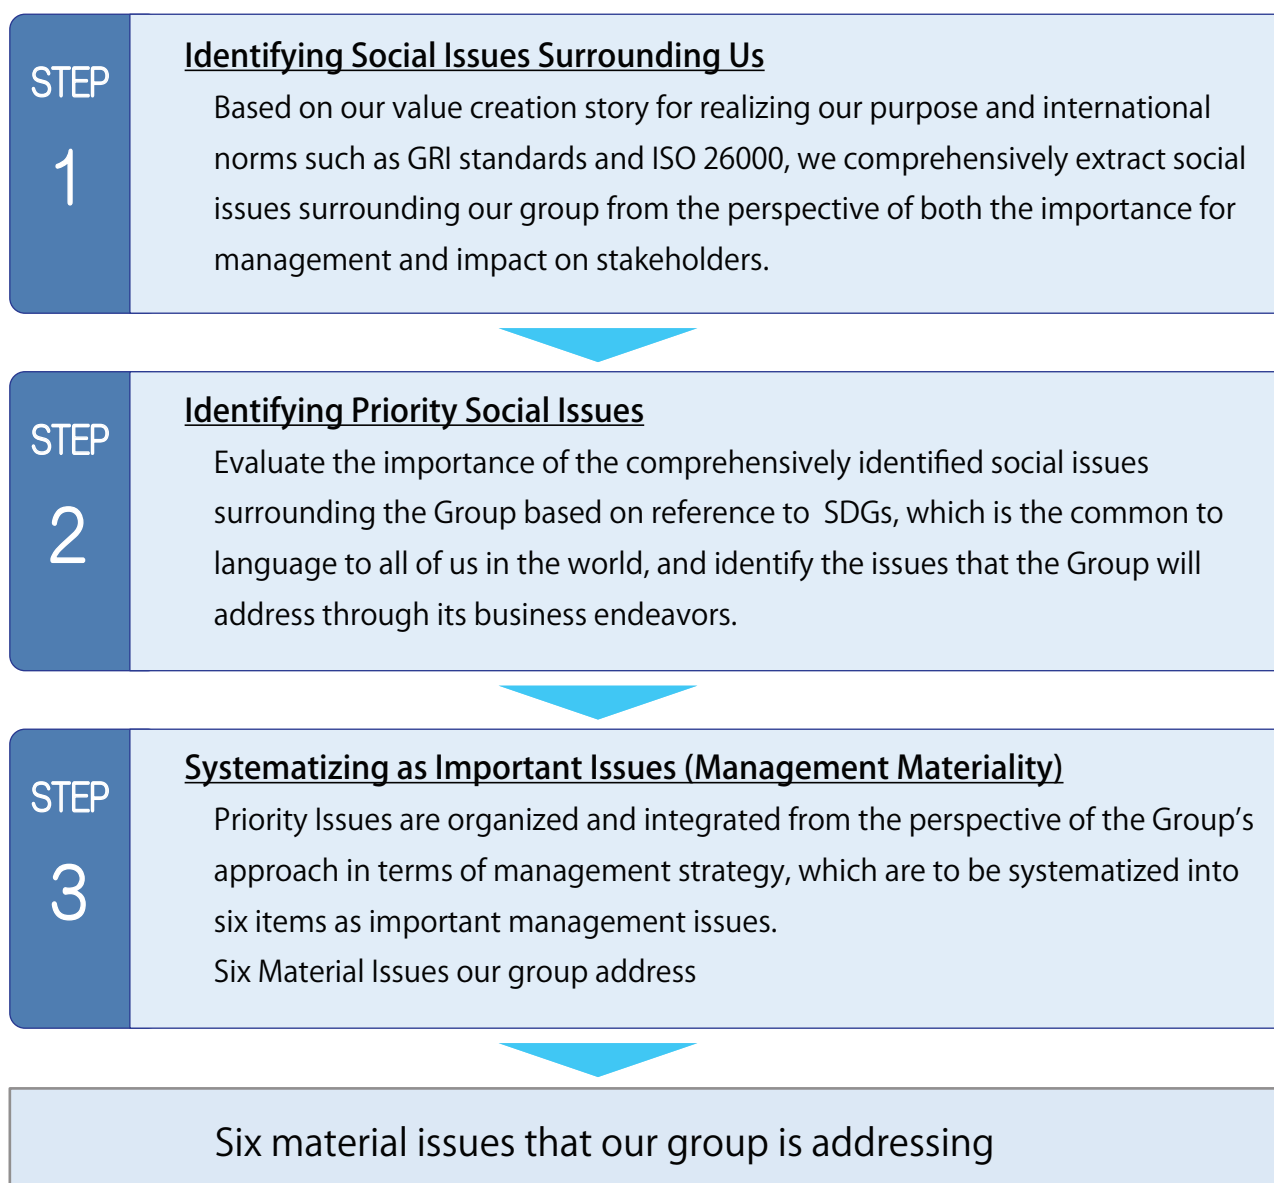 STEP
1
Identifying Social Issues Surrounding Us
Based on our value creation story for realizing our purpose and international
norms such as GRI standards and ISO 26000, we comprehensively extract social
issues surrounding our group from the perspective of both the importance for
management and impact on stakeholders.
STEP
2
Identifying Priority Social Issues
Evaluate the importance of the comprehensively identified social issues
surrounding the Group based on reference to  SDGs, which is the common to
language to all of us in the world, and identify the issues that the Group will
address through its business endeavors.
STEP
3
Systematizing as Important Issues (Management Materiality)
Priority Issues are organized and integrated from the perspective of the Group’s
approach in terms of management strategy, which are to be systematized into
six items as important management issues.
Six Material Issues our group address
Six material issues that our group is addressing